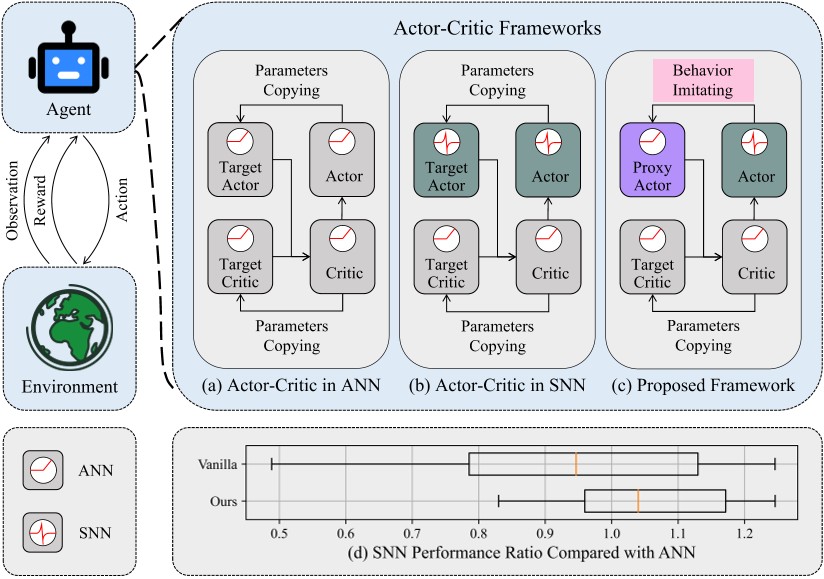 Agent
Observation
Reward
Action
Environment
Actor-Critic Frameworks
Parameters
Copying
Target
Actor
Actor
Target
Critic
Critic
Parameters
Copying
(a) Actor-Critic in ANN
Parameters
Copying
Target
Actor
Actor
Target
Critic
Critic
Parameters
Copying
(b) Actor-Critic in SNN
Behavior
Imitating
Proxy
Actor
Actor
Target
Critic
Critic
Parameters
Copying
(c) Proposed Framework
ANN
SNN
Vanilla
Ours
0.5 0.6 0.7 0.8 0.9 1.0 1.1 1.2
(d) SNN Performance Ratio Compared with ANN